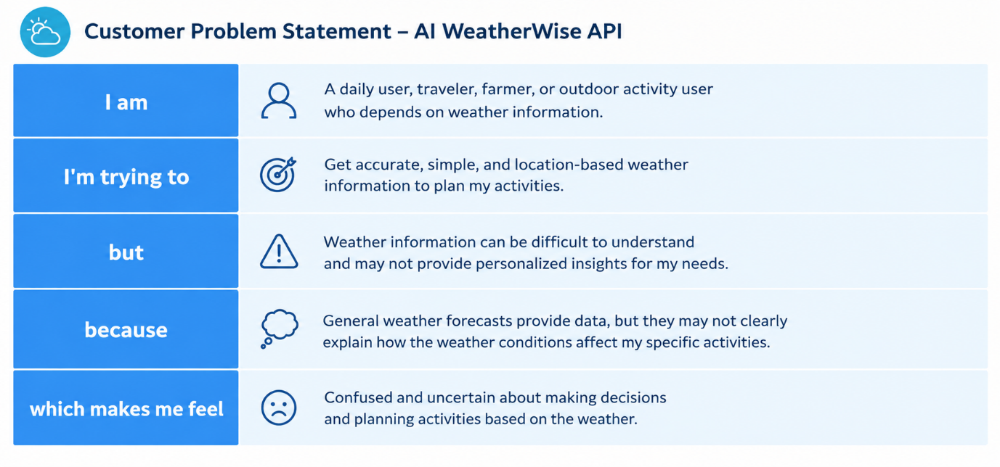 Customer Problem Statement – AI WeatherWise API
I am
A daily user, traveler, farmer, or outdoor activity user
who depends on weather information.
I'm trying to
Get accurate, simple, and location-based weather
information to plan my activities.
but
Weather information can be difficult to understand
and may not provide personalized insights for my needs.
because
General weather forecasts provide data, but they may not clearly
explain how the weather conditions affect my specific activities.
which makes me feel
Confused and uncertain about making decisions
and planning activities based on the weather.